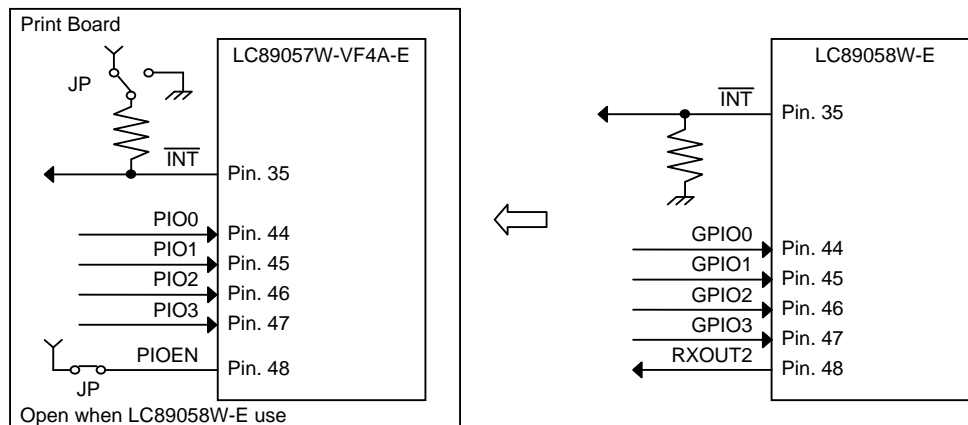 Print Board
LC89057W-VF4A-E
JP
INT
Pin. 35
PIO0
Pin. 44
PIO1
Pin. 45
PIO2
Pin. 46
PIO3
Pin. 47
PIOEN
Pin. 48
JP
Open when LC89058W-E use
LC89058W-E
INT
Pin. 35
GPIO0
Pin. 44
GPIO1
Pin. 45
GPIO2
Pin. 46
GPIO3
Pin. 47
RXOUT2
Pin. 48